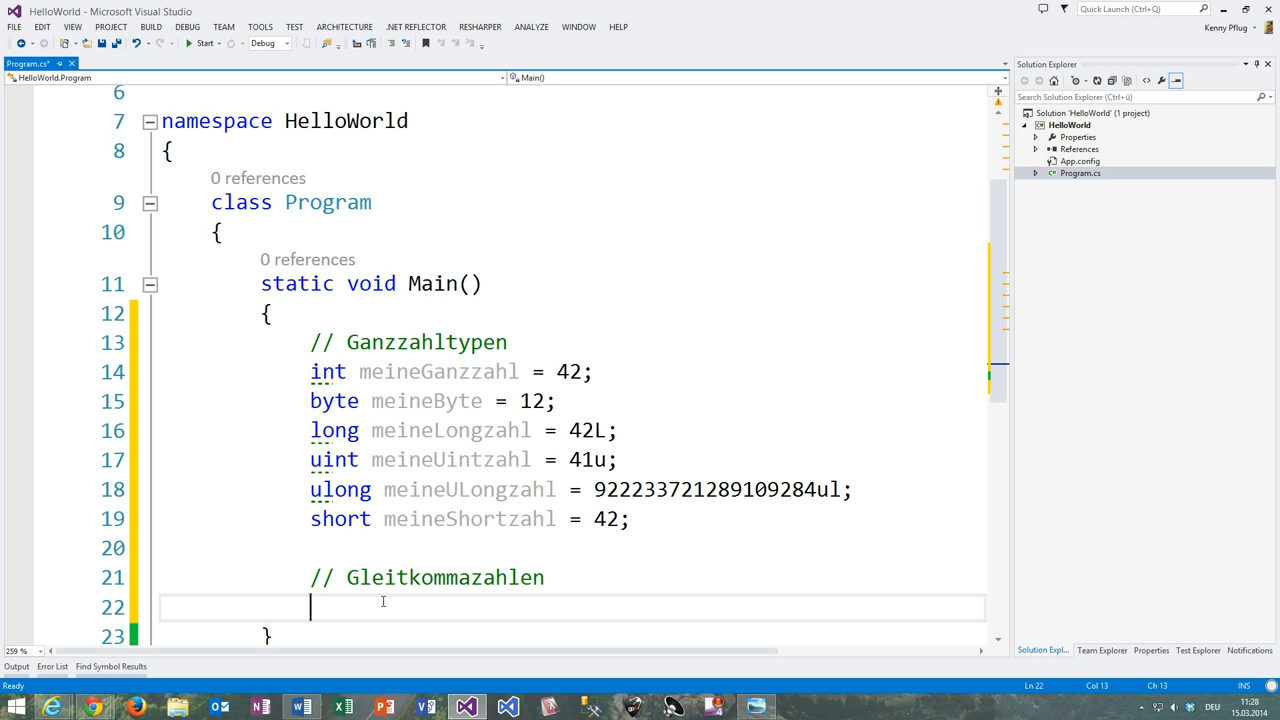 HelloWorld - Microsoft Visual Studio
Quick Launch (Ctrl+Q)
FILE EDIT VIEW PROJECT BUILD DEBUG TEAM TOOLS TEST ARCHITECTURE .NET REFLECTOR RESHARPER ANALYZE WINDOW HELP
Kenny Pflug
Start Debug
Program.cs*
Solution Explorer
HelloWorld.Program Main()
Search Solution Explorer (Ctrl+ü)
Solution 'HelloWorld' (1 project)
HelloWorld
Properties
References
App.config
Program.cs
6
7 namespace HelloWorld
8 {
0 references
9 class Program
10 {
0 references
11 static void Main()
12 {
13 // Ganzzahltypen
14 int meineGanzzahl = 42;
15 byte meineByte = 12;
16 long meineLongzahl = 42L;
17 uint meineUintzahl = 41u;
18 ulong meineULongzahl = 922233721289109284ul;
19 short meineShortzahl = 42;
20
21 // Gleitkommazahlen
22
23 }
259 %
Solution Expl... Team Explorer Properties Test Explorer Notifications
Output Error List Find Symbol Results
Ready Ln 22 Col 13 Ch 13 INS
DEU
11:28
15.03.2014